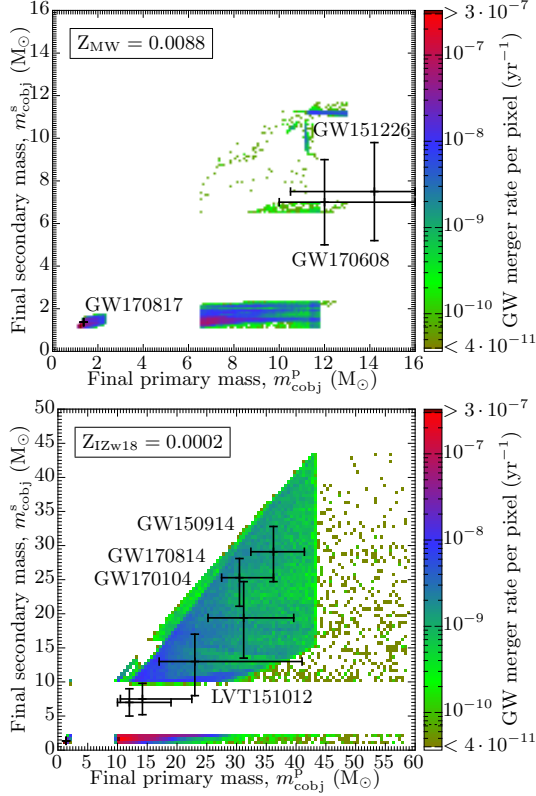 Z_MW = 0.0088
GW151226
GW170608
GW170817
Final secondary mass, m^s_cobj (M⊙)
16
14
12
10
8
6
4
2
0
0 2 4 6 8 10 12 14 16
Final primary mass, m^p_cobj (M⊙)
> 3·10^−7
10^−7
10^−8
10^−9
10^−10
< 4·10^−11
GW merger rate per pixel (yr^−1)
Z_IZw18 = 0.0002
GW150914
GW170814
GW170104
LVT151012
Final secondary mass, m^s_cobj (M⊙)
50
45
40
35
30
25
20
15
10
5
0
0 5 10 15 20 25 30 35 40 45 50 55 60
Final primary mass, m^p_cobj (M⊙)
> 3·10^−7
10^−7
10^−8
10^−9
10^−10
< 4·10^−11
GW merger rate per pixel (yr^−1)